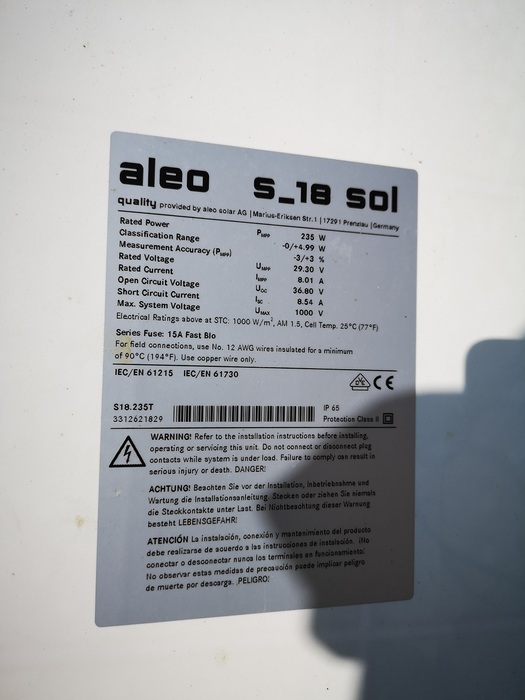 aleo s_18 sol
quality provided by aleo solar AG | Marius-Eriksen Str. 1 | 17291 Prenzlau | Germany
Rated Power PMPP 235 W
Classification Range -0/+4.99 W
Measurement Accuracy (PMPP) -3/+3 %
Rated Voltage UMPP 29.30 V
Rated Current IMPP 8.01 A
Open Circuit Voltage UOC 36.80 V
Short Circuit Current ISC 8.54 A
Max. System Voltage UMAX 1000 V
Electrical Ratings above at STC: 1000 W/m², AM 1.5, Cell Temp. 25°C (77°F)
Series Fuse: 15A Fast Blo
For field connections, use No. 12 AWG wires insulated for a minimum
of 90°C (194°F). Use copper wire only.
IEC/EN 61215 IEC/EN 61730
CE
S18.235T IP 65
3312621829 Protection Class II
WARNING! Refer to the installation instructions before installing,
operating or servicing this unit. Do not connect or disconnect plug
contacts while system is under load. Failure to comply can result in
serious injury or death. DANGER!
ACHTUNG! Beachten Sie vor der Installation, Inbetriebnahme und
Wartung die Installationsanleitung. Stecken oder ziehen Sie niemals
die Steckkontakte unter Last. Bei Nichtbeachtung dieser Warnung
besteht LEBENSGEFAHR!
ATENCIÓN La instalación, conexión y mantenimiento del producto
debe realizarse de acuerdo a las instrucciones de instalación. ¡No
conectar o desconectar nunca los terminales en funcionamiento!
No observar estas medidas de precaución puede implicar peligro
de muerte por descarga. ¡PELIGRO!